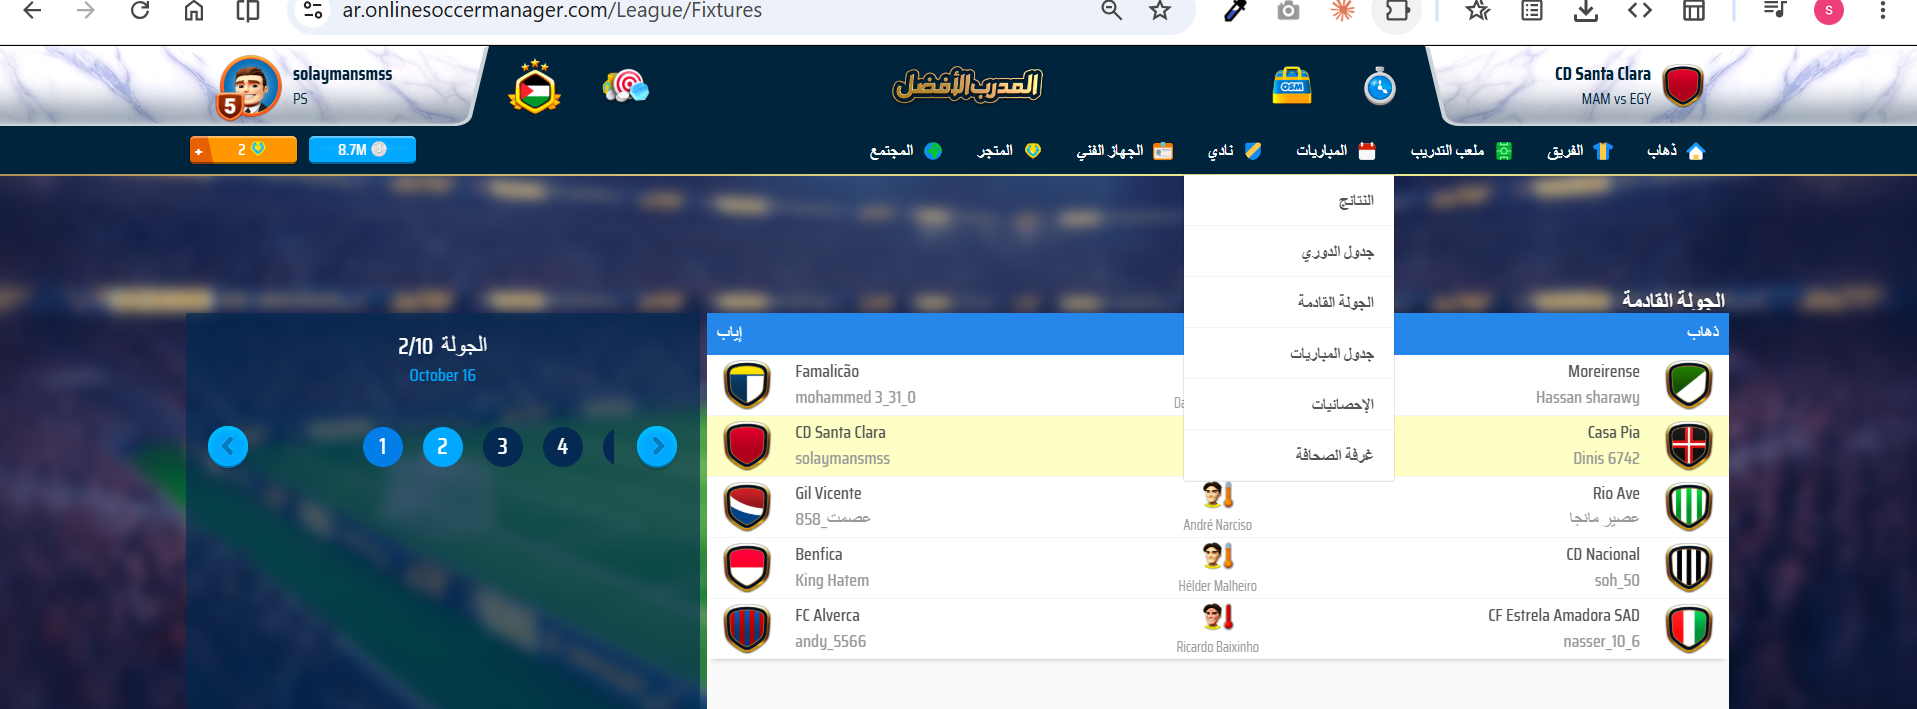 ar.onlinesoccermanager.com/League/Fixtures
S
solaymansmss
PS
5
المدرب الأفضل
OSM
CD Santa Clara
MAM vs EGY
+ 2
8.7M
ذهاب
الفريق
ملعب التدريب
المباريات
نادي
الجهاز الفني
المتجر
المجتمع
النتائج
جدول الدوري
الجولة القادمة
جدول المباريات
الإحصائيات
غرفة الصحافة
الجولة القادمة
ذهاب
إياب
Moreirense
Hassan sharawy
Famalicão
mohammed 3_31_0
Casa Pia
Dinis 6742
CD Santa Clara
solaymansmss
Rio Ave
عصير مانجا
André Narciso
Gil Vicente
عصمت_858
CD Nacional
soh_50
Hélder Malheiro
Benfica
King Hatem
CF Estrela Amadora SAD
nasser_10_6
Ricardo Baixinho
FC Alverca
andy_5566
الجولة 2/10
October 16
1 2 3 4